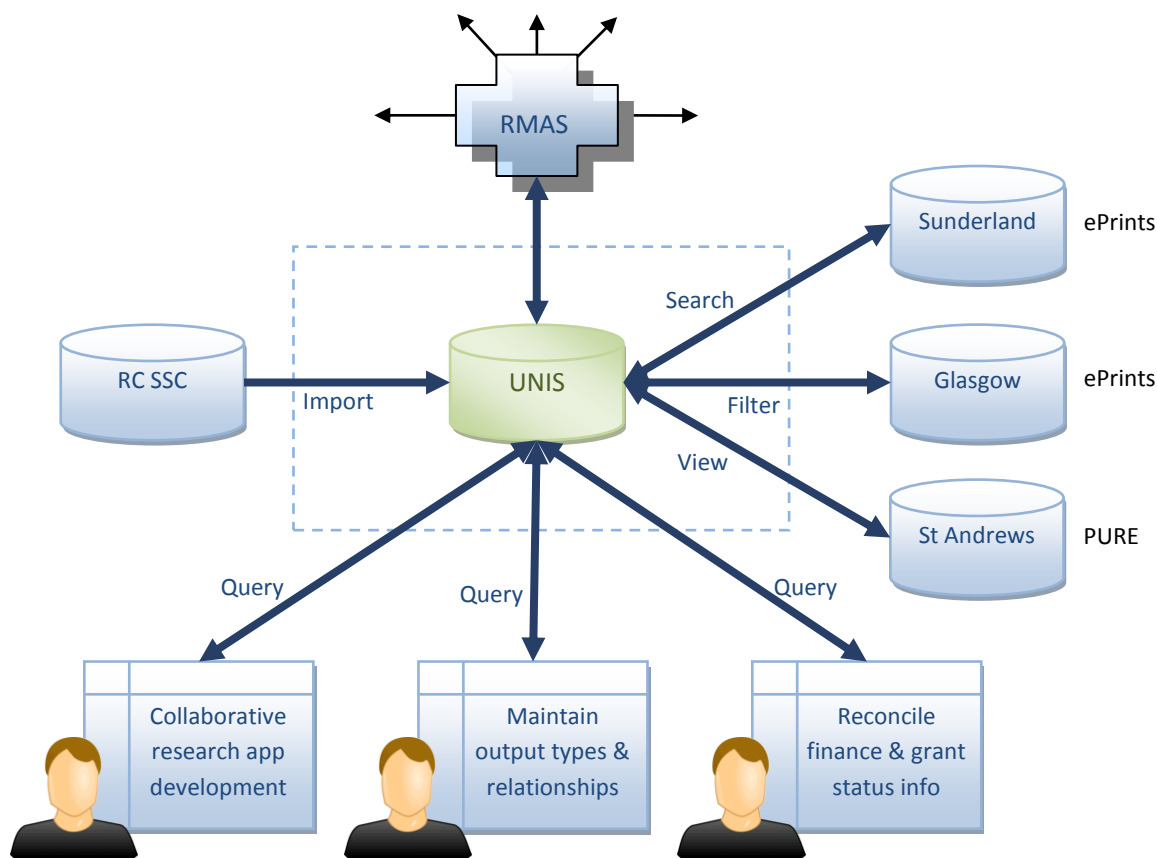 RMAS
Sunderland
ePrints
Search
RC SSC
UNIS
Glasgow
ePrints
Import
Filter
View
St Andrews
PURE
Query
Query
Query
Collaborative
research app
development
Maintain
output types &
relationships
Reconcile
finance & grant
status info